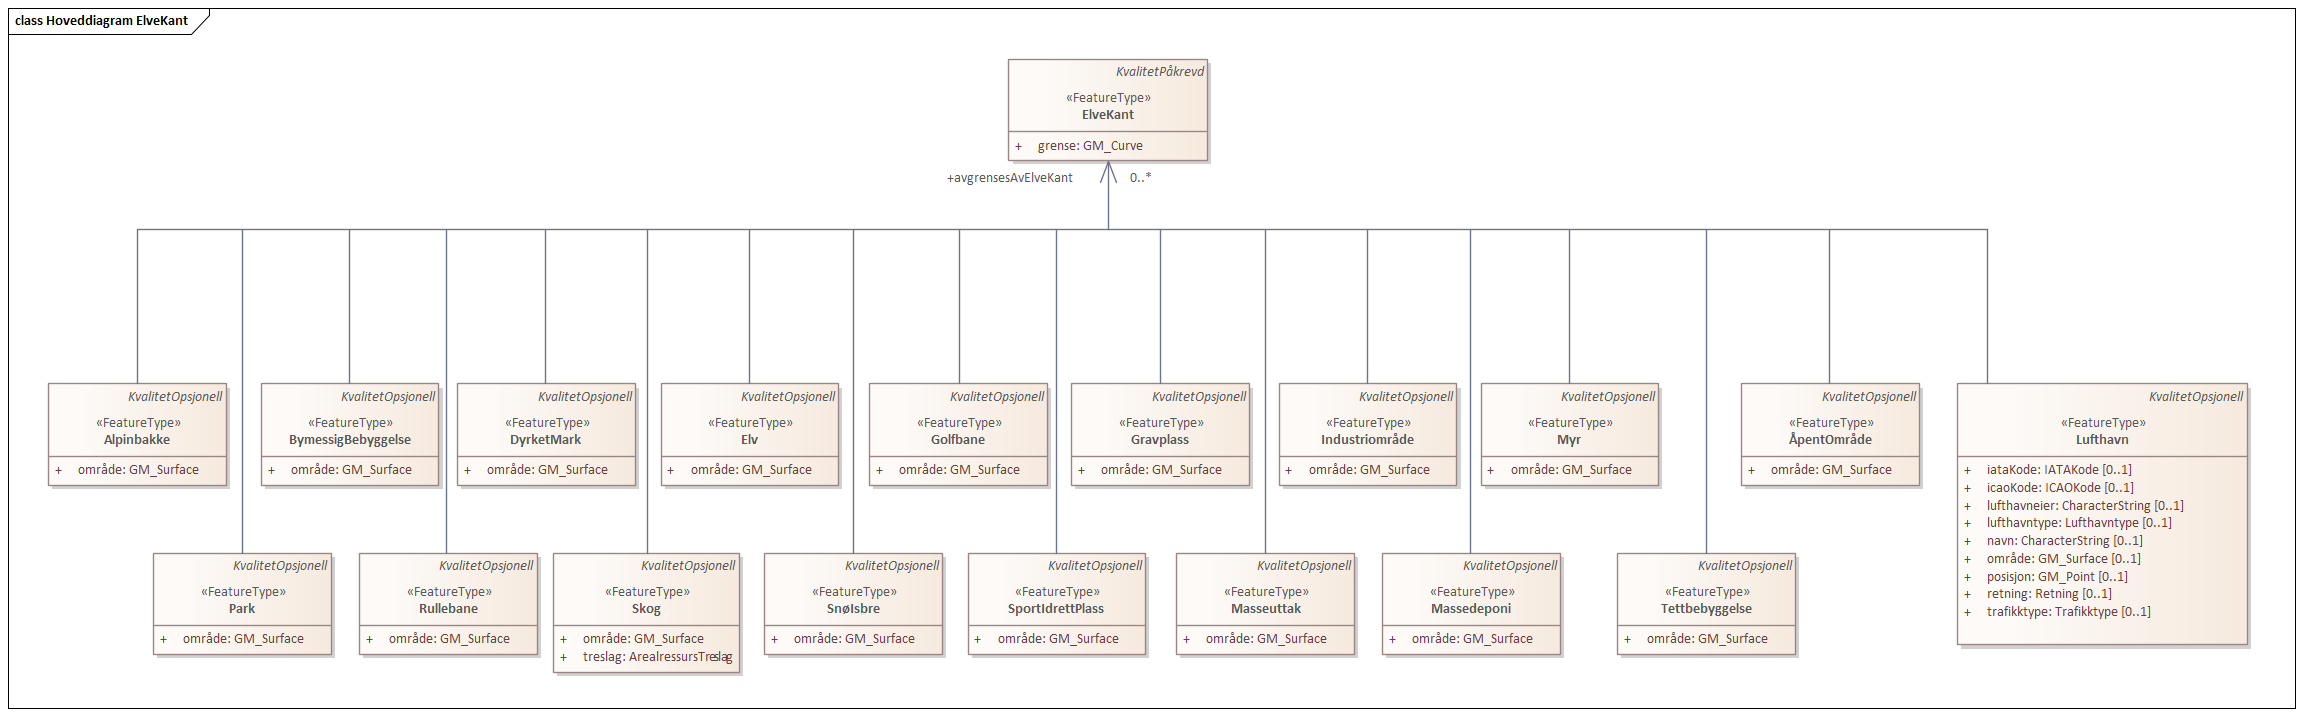 class Hoveddiagram ElveKant
KvalitetPåkrevd
«FeatureType»
ElveKant
+ grense: GM_Curve
+avgrensesAvElveKant 0..*
KvalitetOpsjonell
«FeatureType»
Alpinbakke
+ område: GM_Surface
KvalitetOpsjonell
«FeatureType»
BymessigBebyggelse
+ område: GM_Surface
KvalitetOpsjonell
«FeatureType»
DyrketMark
+ område: GM_Surface
KvalitetOpsjonell
«FeatureType»
Elv
+ område: GM_Surface
KvalitetOpsjonell
«FeatureType»
Golfbane
+ område: GM_Surface
KvalitetOpsjonell
«FeatureType»
Gravplass
+ område: GM_Surface
KvalitetOpsjonell
«FeatureType»
Industriområde
+ område: GM_Surface
KvalitetOpsjonell
«FeatureType»
Myr
+ område: GM_Surface
KvalitetOpsjonell
«FeatureType»
ÅpentOmråde
+ område: GM_Surface
KvalitetOpsjonell
«FeatureType»
Lufthavn
+ iataKode: IATAKode [0..1]
+ icaoKode: ICAOKode [0..1]
+ lufthavneier: CharacterString [0..1]
+ lufthavntype: Lufthavntype [0..1]
+ navn: CharacterString [0..1]
+ område: GM_Surface [0..1]
+ posisjon: GM_Point [0..1]
+ retning: Retning [0..1]
+ trafikktype: Trafikktype [0..1]
KvalitetOpsjonell
«FeatureType»
Park
+ område: GM_Surface
KvalitetOpsjonell
«FeatureType»
Rullebane
+ område: GM_Surface
KvalitetOpsjonell
«FeatureType»
Skog
+ område: GM_Surface
+ treslag: ArealressursTreslag
KvalitetOpsjonell
«FeatureType»
SnøIsbre
+ område: GM_Surface
KvalitetOpsjonell
«FeatureType»
SportIdrettPlass
+ område: GM_Surface
KvalitetOpsjonell
«FeatureType»
Masseuttak
+ område: GM_Surface
KvalitetOpsjonell
«FeatureType»
Massedeponi
+ område: GM_Surface
KvalitetOpsjonell
«FeatureType»
Tettbebyggelse
+ område: GM_Surface